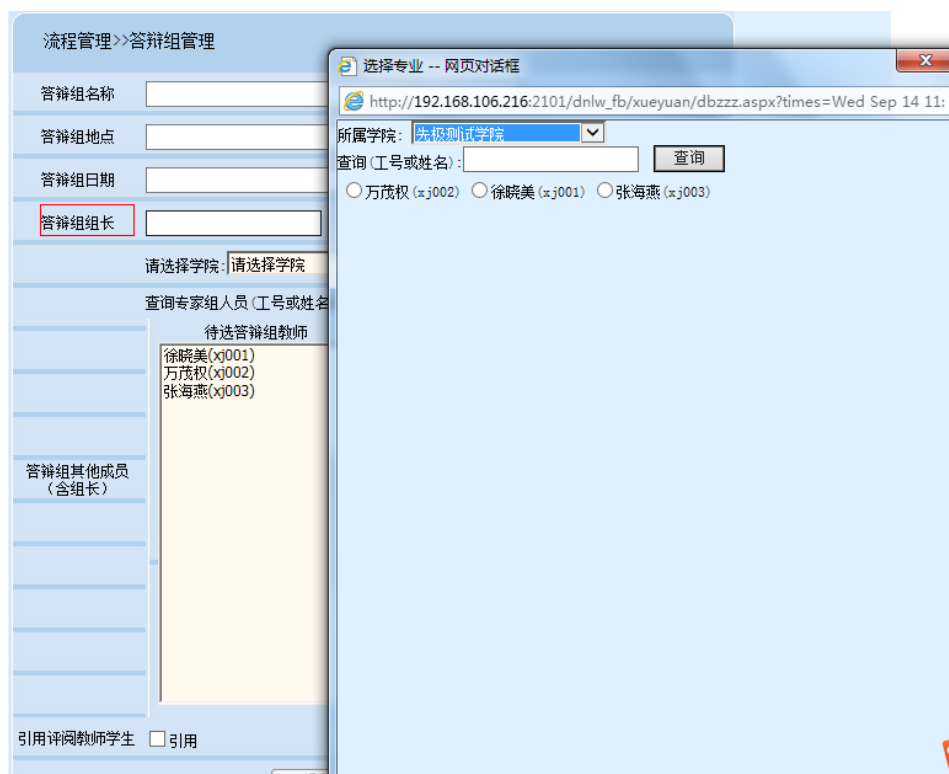 流程管理>>答辩组管理
答辩组名称
答辩组地点
答辩组日期
答辩组组长
请选择学院:请选择学院
查询专家组人员(工号或姓名
待选答辩组教师
徐晓美(xj001)
万茂权(xj002)
张海燕(xj003)
答辩组其他成员
(含组长)
引用评阅教师学生 引用
选择专业 -- 网页对话框
http://192.168.106.216:2101/dnlw_fb/xueyuan/dbzzz.aspx?times=Wed Sep 14 11:
所属学院: 先极测试学院
查询(工号或姓名): 查询
万茂权(xj002) 徐晓美(xj001) 张海燕(xj003)